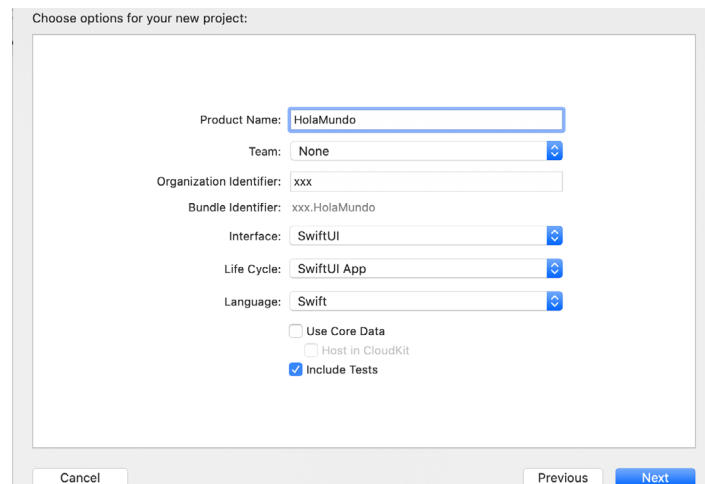 Choose options for your new project:
Product Name: HolaMundo
Team: None
Organization Identifier: xxx
Bundle Identifier: xxx.HolaMundo
Interface: SwiftUI
Life Cycle: SwiftUI App
Language: Swift
Use Core Data
Host in CloudKit
Include Tests
Cancel Previous Next